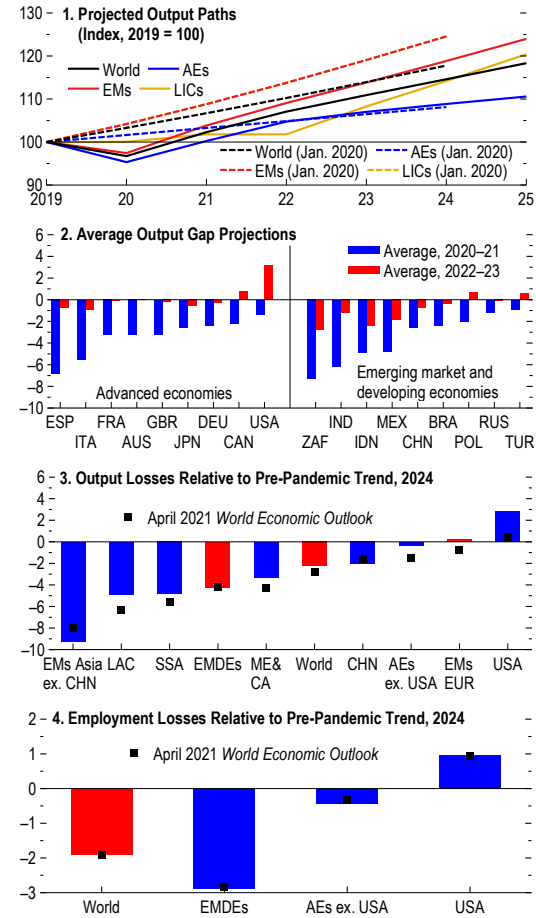 1. Projected Output Paths
(Index, 2019 = 100)
130
120
110
100
90
World
AEs
EMs
LICs
World (Jan. 2020)
AEs (Jan. 2020)
EMs (Jan. 2020)
LICs (Jan. 2020)
2019 20 21 22 23 24 25
2. Average Output Gap Projections
6
4
2
0
–2
–4
–6
–8
–10
Average, 2020–21
Average, 2022–23
Advanced economies
Emerging market and
developing economies
ESP FRA GBR DEU USA IND MEX BRA RUS
ITA AUS JPN CAN ZAF IDN CHN POL TUR
3. Output Losses Relative to Pre-Pandemic Trend, 2024
6
4
2
0
–2
–4
–6
–8
–10
April 2021 World Economic Outlook
EMs Asia LAC SSA EMDEs ME& World CHN AEs EMs USA
ex. CHN CA ex. USA EUR
4. Employment Losses Relative to Pre-Pandemic Trend, 2024
2
1
0
–1
–2
–3
April 2021 World Economic Outlook
World EMDEs AEs ex. USA USA